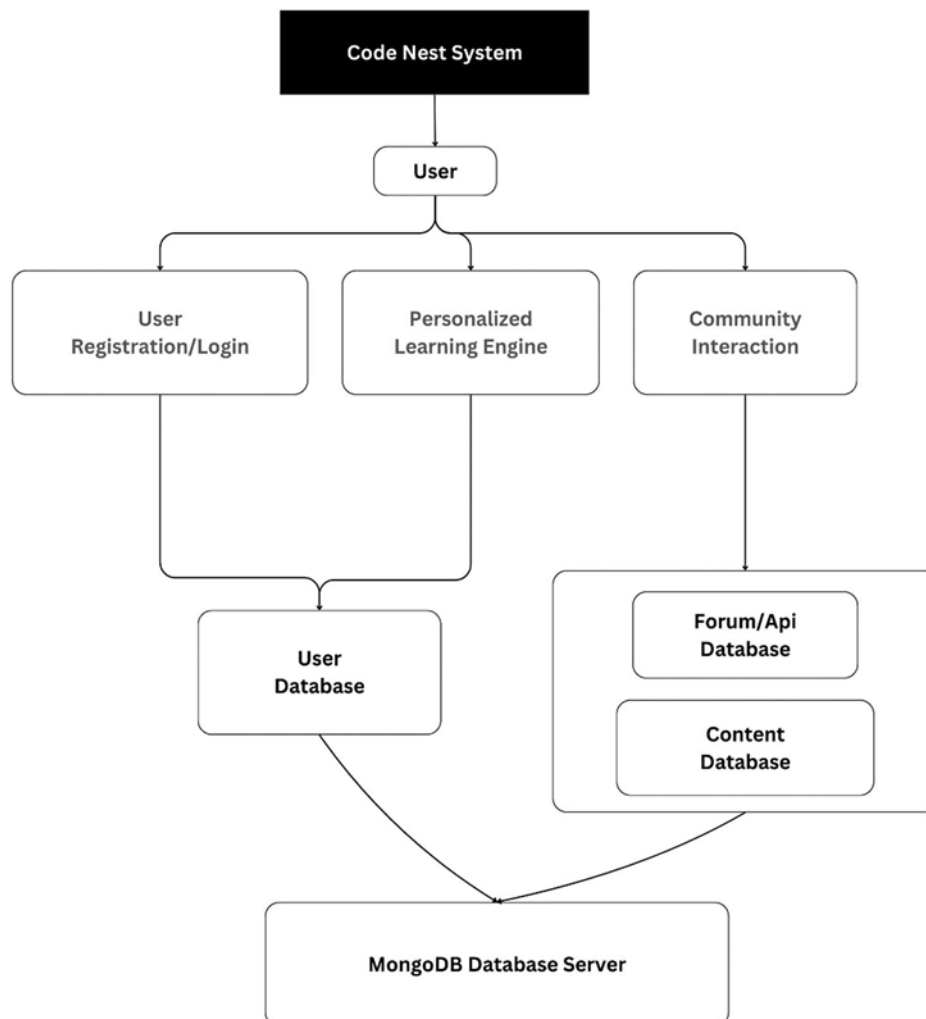 Code Nest System
User
User
Registration/Login
Personalized
Learning Engine
Community
Interaction
Forum/Api
Database
User
Database
Content
Database
MongoDB Database Server